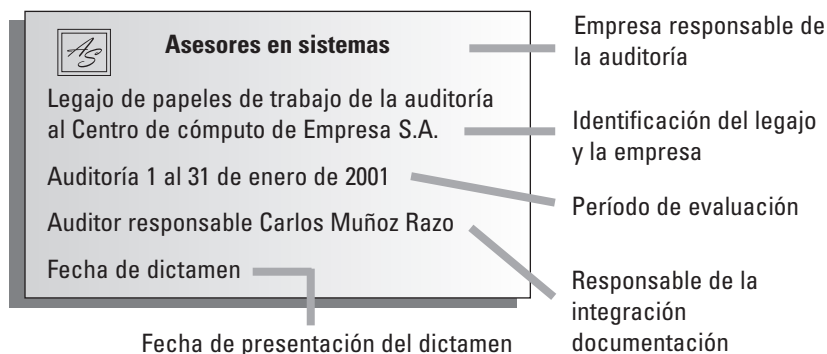 AS
Asesores en sistemas
Legajo de papeles de trabajo de la auditoría
al Centro de cómputo de Empresa S.A.
Auditoría 1 al 31 de enero de 2001
Auditor responsable Carlos Muñoz Razo
Fecha de dictamen
Empresa responsable de
la auditoría
Identificación del legajo
y la empresa
Período de evaluación
Responsable de la
integración
documentación
Fecha de presentación del dictamen